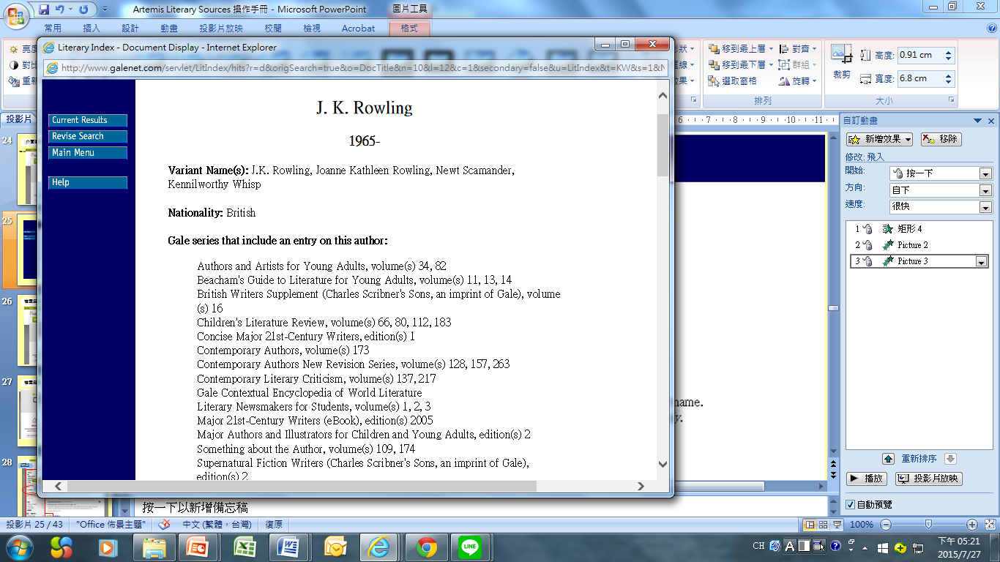 Artemis Literary Sources 操作手冊 - Microsoft PowerPoint
圖片工具
常用 插入 設計 動畫 投影片放映 校閱 檢視 Acrobat 格式
移到最上層 對齊
移到最下層 群組
選取窗格 旋轉
排列
裁剪
高度: 0.91 cm
寬度: 6.8 cm
大小
Literary Index - Document Display - Internet Explorer
http://www.galenet.com/servlet/LitIndex/hits?r=d&origSearch=true&o=DocTitle&n=10&l=12&c=1&secondary=false&u=LitIndex&t=KW&s=1&N
Current Results
Revise Search
Main Menu
Help
J. K. Rowling
1965-
Variant Name(s): J.K. Rowling, Joanne Kathleen Rowling, Newt Scamander,
Kennilworthy Whisp
Nationality: British
Gale series that include an entry on this author:
Authors and Artists for Young Adults, volume(s) 34, 82
Beacham's Guide to Literature for Young Adults, volume(s) 11, 13, 14
British Writers Supplement (Charles Scribner's Sons, an imprint of Gale), volume
(s) 16
Children's Literature Review, volume(s) 66, 80, 112, 183
Concise Major 21st-Century Writers, edition(s) 1
Contemporary Authors, volume(s) 173
Contemporary Authors New Revision Series, volume(s) 128, 157, 263
Contemporary Literary Criticism, volume(s) 137, 217
Gale Contextual Encyclopedia of World Literature
Literary Newsmakers for Students, volume(s) 1, 2, 3
Major 21st-Century Writers (eBook), edition(s) 2005
Major Authors and Illustrators for Children and Young Adults, edition(s) 2
Something about the Author, volume(s) 109, 174
Supernatural Fiction Writers (Charles Scribner's Sons, an imprint of Gale),
edition(s) 2
投影片
24
25
26
27
28
6 7 8 9 10 11
name.
y.
自訂動畫
新增效果 移除
修改: 飛入
開始: 按一下
方向: 自下
速度: 很快
1 矩形 4
2 Picture 2
3 Picture 3
重新排序
播放 投影片放映
自動預覽
按一下以新增備忘稿
投影片 25 / 43 "Office 佈景主題" 中文 (繁體，台灣) 復原 100%
LINE
CH
下午 05:21
2015/7/27